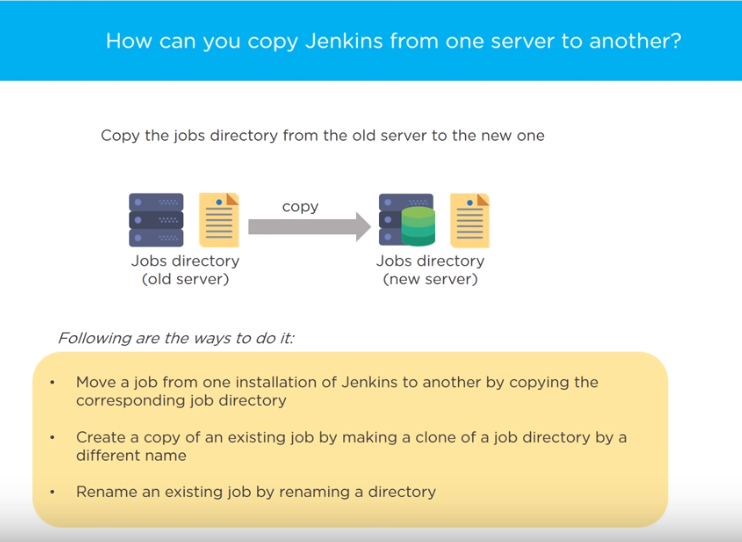 How can you copy Jenkins from one server to another?
Copy the jobs directory from the old server to the new one
copy
Jobs directory
(old server)
Jobs directory
(new server)
Following are the ways to do it:
• Move a job from one installation of Jenkins to another by copying the
corresponding job directory
• Create a copy of an existing job by making a clone of a job directory by a
different name
• Rename an existing job by renaming a directory